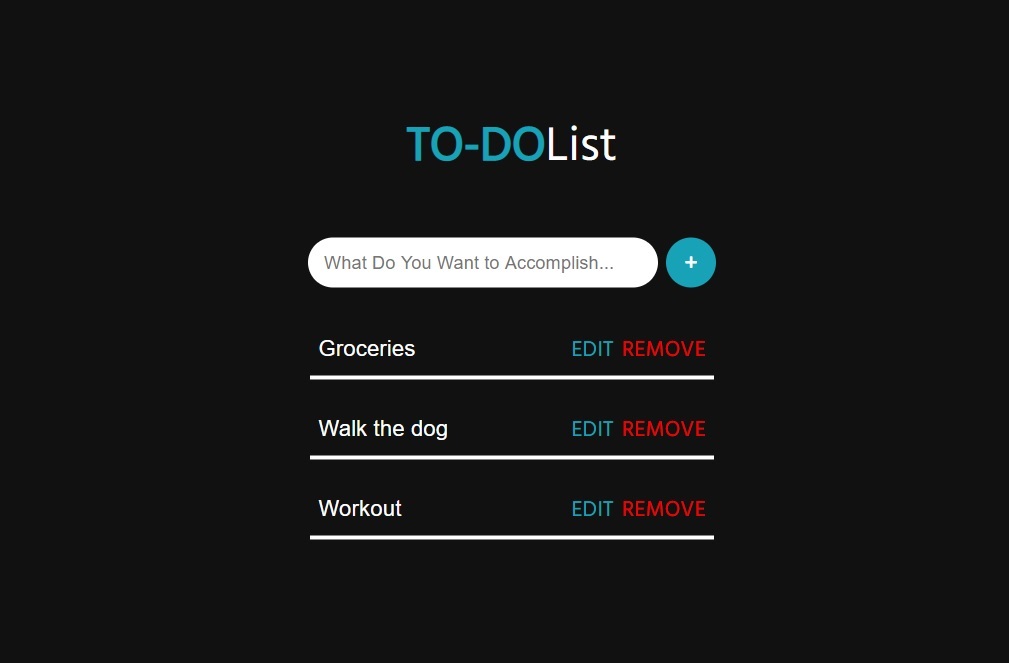 TO-DOList
What Do You Want to Accomplish... +
Groceries EDIT REMOVE
Walk the dog EDIT REMOVE
Workout EDIT REMOVE